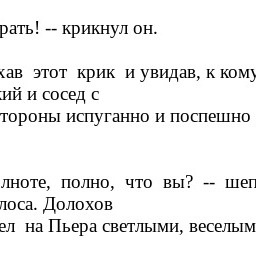 рать! -- крикнул он.
хав этот крик и увидав, к кому
кий и сосед с
тороны испуганно и поспешно
лноте, полно, что вы? -- шеп
лоса. Долохов
ел на Пьера светлыми, веселым